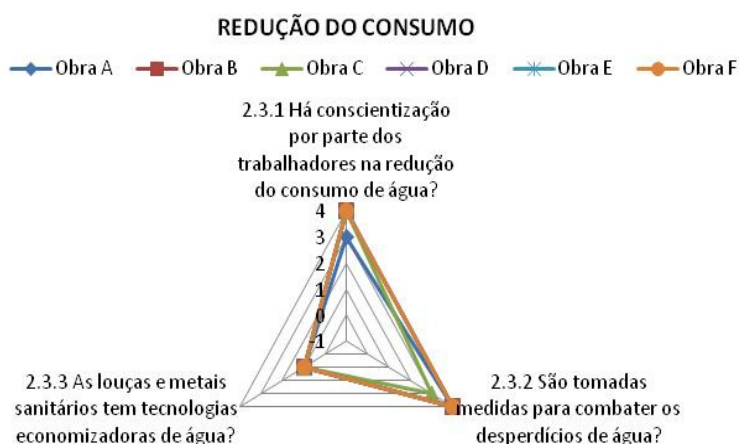 REDUÇÃO DO CONSUMO
Obra A Obra B Obra C Obra D Obra E Obra F
2.3.1 Há conscientização
por parte dos
trabalhadores na redução
do consumo de água?
4
3
2
1
0
-1
2.3.3 As louças e metais
sanitários tem tecnologias
economizadoras de água?
2.3.2 São tomadas
medidas para combater os
desperdícios de água?